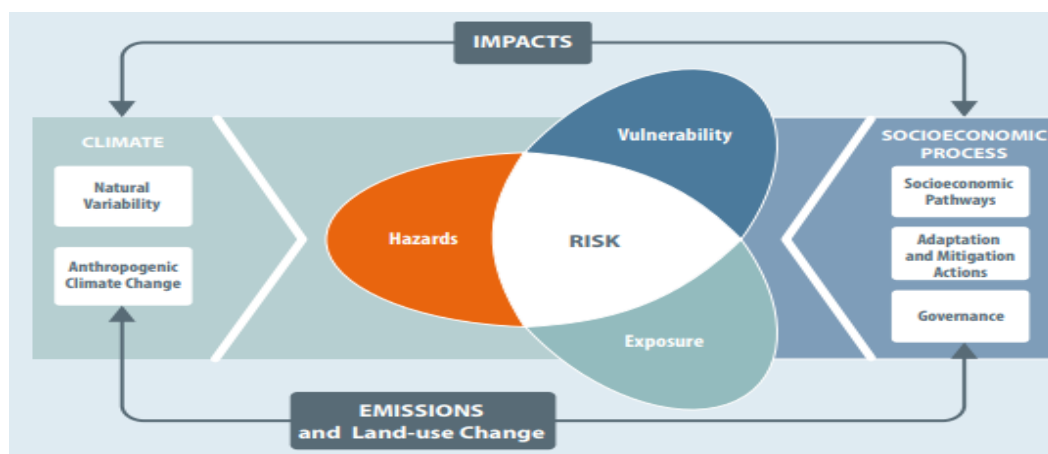 IMPACTS
CLIMATE
Natural
Variability
Anthropogenic
Climate Change
Hazards
Vulnerability
RISK
Exposure
SOCIOECONOMIC
PROCESS
Socioeconomic
Pathways
Adaptation
and Mitigation
Actions
Governance
EMISSIONS
and Land-use Change